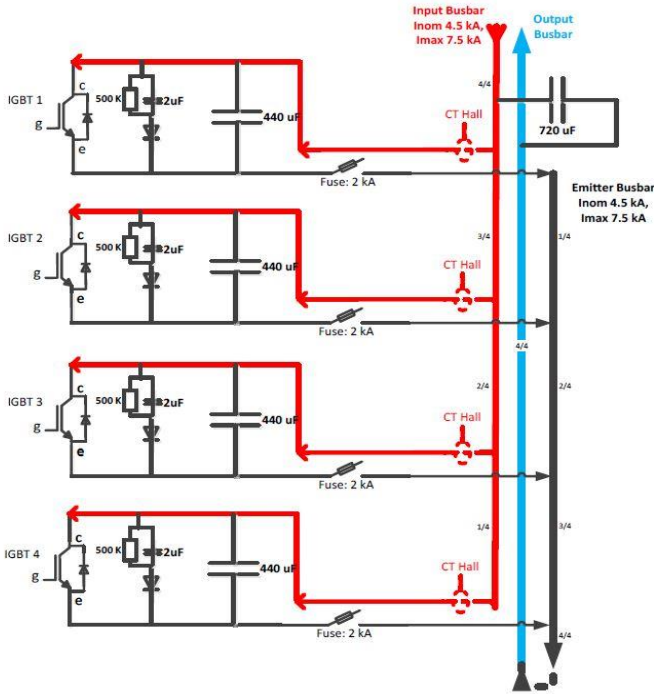 Input Busbar
Inom 4.5 kA,
Imax 7.5 kA
Output
Busbar
4/4
c
IGBT 1
g
e
500 K
2uF
440 uF
CT Hall
720 uF
Fuse: 2 kA
Emitter Busbar
Inom 4.5 kA,
Imax 7.5 kA
c
IGBT 2
g
e
500 K
2uF
440 uF
3/4
1/4
CT Hall
Fuse: 2 kA
4/4
c
IGBT 3
g
e
500 K
2uF
440 uF
2/4
2/4
CT Hall
Fuse: 2 kA
c
IGBT 4
g
e
500 K
2uF
440 uF
1/4
3/4
CT Hall
Fuse: 2 kA
4/4